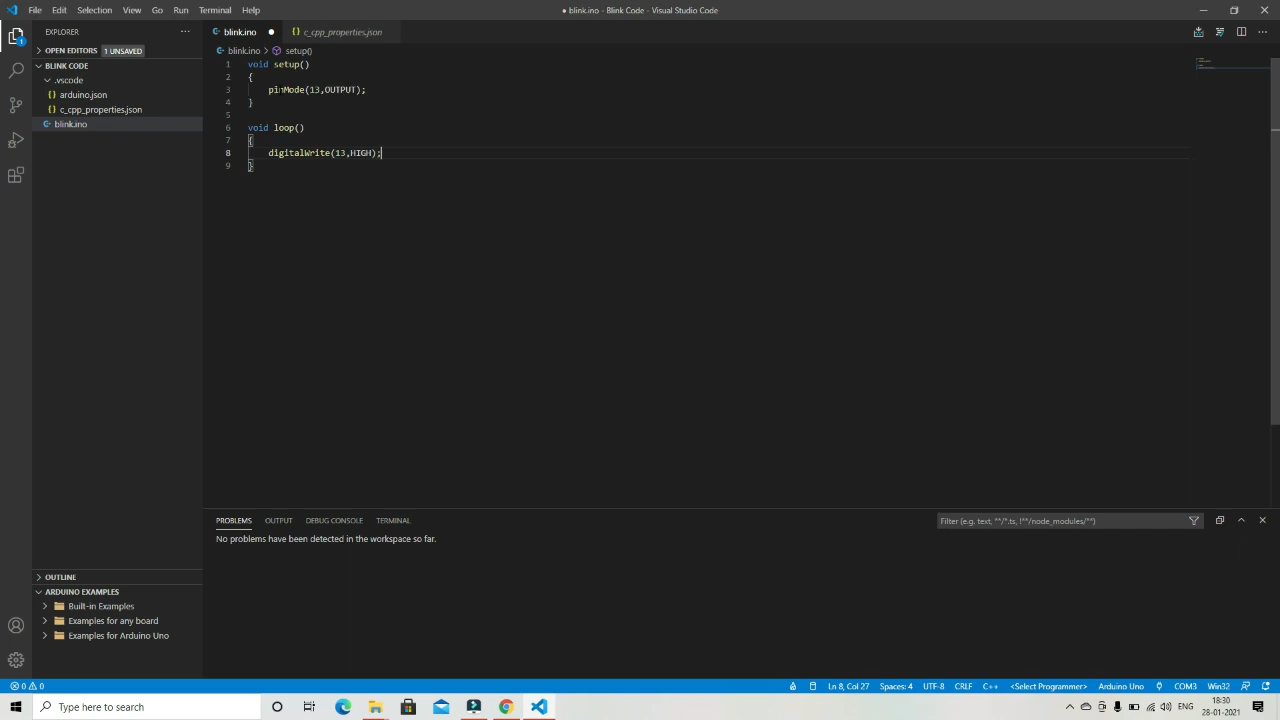 File Edit Selection View Go Run Terminal Help
● blink.ino - Blink Code - Visual Studio Code
EXPLORER
OPEN EDITORS 1 UNSAVED
BLINK CODE
.vscode
{} arduino.json
{} c_cpp_properties.json
blink.ino
OUTLINE
ARDUINO EXAMPLES
Built-in Examples
Examples for any board
Examples for Arduino Uno
blink.ino ● {} c_cpp_properties.json
blink.ino > setup()
1 void setup()
2 {
3 pinMode(13,OUTPUT);
4 }
5
6 void loop()
7 {
8 digitalWrite(13,HIGH);
9 }
PROBLEMS OUTPUT DEBUG CONSOLE TERMINAL
Filter (e.g. text, **/*.ts, !**/node_modules/**)
No problems have been detected in the workspace so far.
0 0 Ln 8, Col 27 Spaces: 4 UTF-8 CRLF C++ <Select Programmer> Arduino Uno COM3 Win32
Type here to search
ENG
18:30
28-01-2021
1